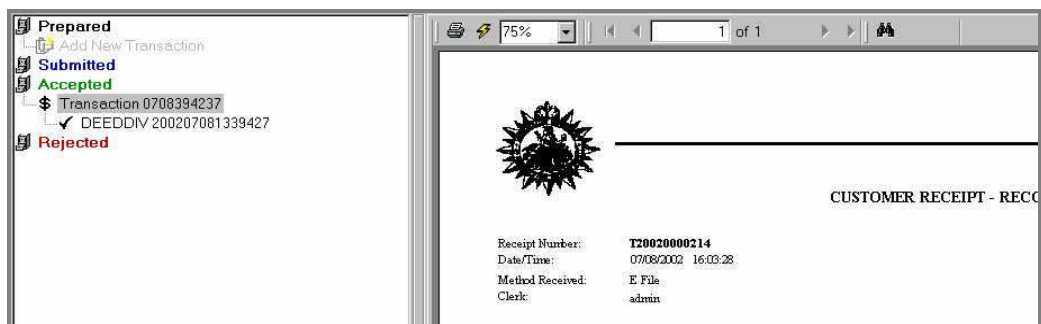 Prepared
Add New Transaction
Submitted
Accepted
$ Transaction 0708394237
DEEDDIV 200207081339427
Rejected
75% 1 of 1
CUSTOMER RECEIPT - RECO
Receipt Number: T20020000214
Date/Time: 07/08/2002 16:03:28
Method Received: E File
Clerk: admin